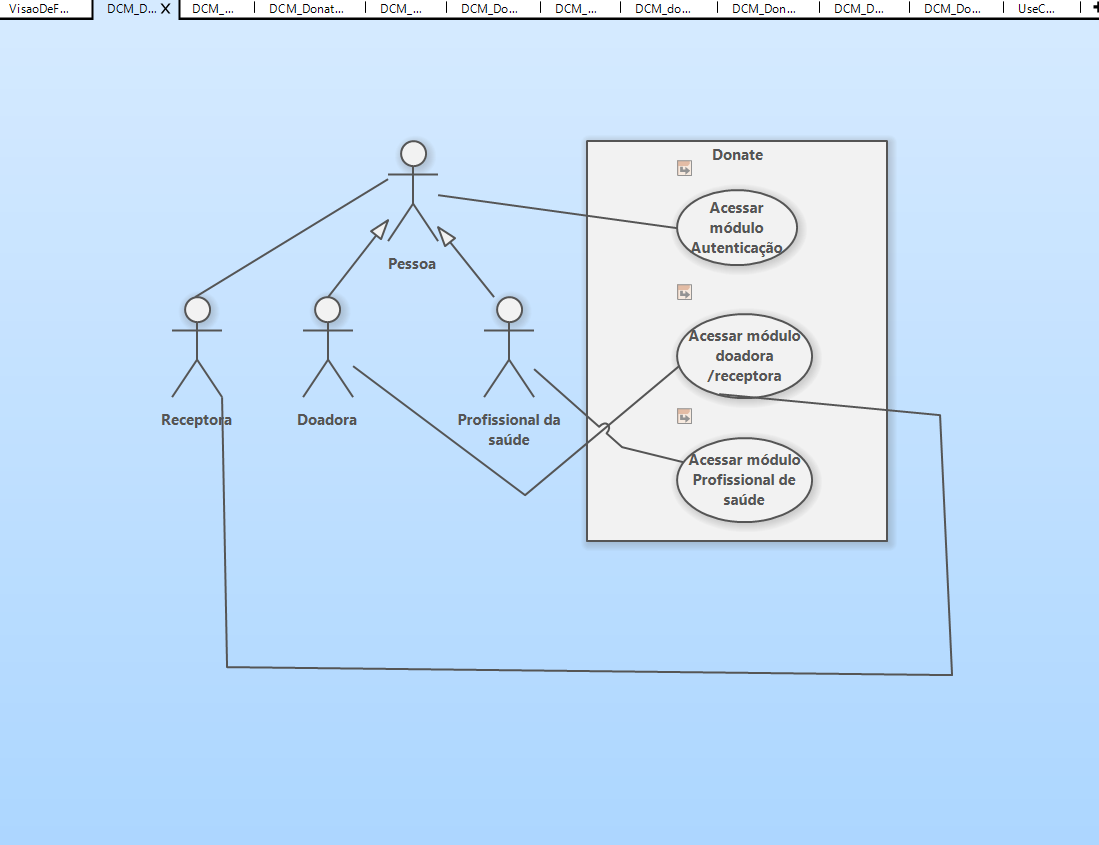 VisaoDeF...
DCM_D... X
DCM_...
DCM_Donat...
DCM_...
DCM_Do...
DCM_...
DCM_do...
DCM_Don...
DCM_D...
DCM_Do...
UseC...
Donate
Acessar
módulo
Autenticação
Pessoa
Acessar módulo
doadora
/receptora
Receptora
Doadora
Profissional da
saúde
Acessar módulo
Profissional de
saúde